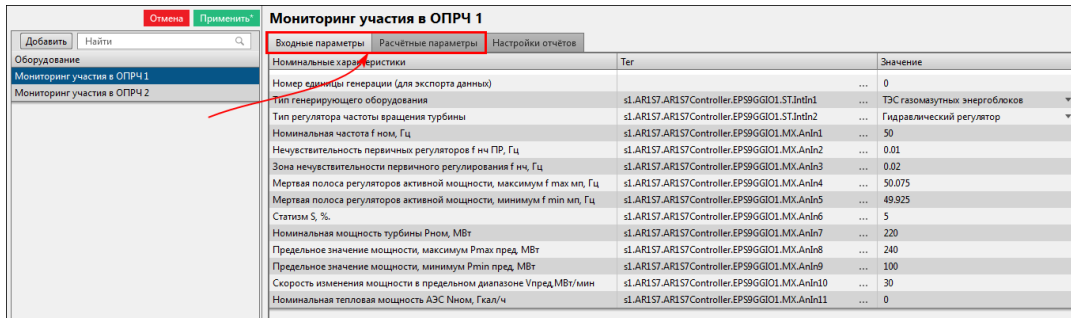 Отмена Применить* Мониторинг участия в ОПРЧ 1
Добавить Найти Входные параметры Расчётные параметры Настройки отчётов
Оборудование Номинальные характеристики Тег Значение
Мониторинг участия в ОПРЧ 1 Номер единицы генерации (для экспорта данных) ... 0
Мониторинг участия в ОПРЧ 2 Тип генерирующего оборудования s1.AR1S7.AR1S7Controller.EPS9GGIO1.ST.IntIn1 ... ТЭС газомазутных энергоблоков
Тип регулятора частоты вращения турбины s1.AR1S7.AR1S7Controller.EPS9GGIO1.ST.IntIn2 ... Гидравлический регулятор
Номинальная частота f ном, Гц s1.AR1S7.AR1S7Controller.EPS9GGIO1.MX.AnIn1 ... 50
Нечувствительность первичных регуляторов f нч ПР, Гц s1.AR1S7.AR1S7Controller.EPS9GGIO1.MX.AnIn2 ... 0.01
Зона нечувствительности первичного регулирования f нч, Гц s1.AR1S7.AR1S7Controller.EPS9GGIO1.MX.AnIn3 ... 0.02
Мертвая полоса регуляторов активной мощности, максимум f max мп, Гц s1.AR1S7.AR1S7Controller.EPS9GGIO1.MX.AnIn4 ... 50.075
Мертвая полоса регуляторов активной мощности, минимум f min мп, Гц s1.AR1S7.AR1S7Controller.EPS9GGIO1.MX.AnIn5 ... 49.925
Статизм S, %. s1.AR1S7.AR1S7Controller.EPS9GGIO1.MX.AnIn6 ... 5
Номинальная мощность турбины Pном, МВт s1.AR1S7.AR1S7Controller.EPS9GGIO1.MX.AnIn7 ... 220
Предельное значение мощности, максимум Pmax пред, МВт s1.AR1S7.AR1S7Controller.EPS9GGIO1.MX.AnIn8 ... 240
Предельное значение мощности, минимум Pmin пред, МВт s1.AR1S7.AR1S7Controller.EPS9GGIO1.MX.AnIn9 ... 100
Скорость изменения мощности в предельном диапазоне Vпред,МВт/мин s1.AR1S7.AR1S7Controller.EPS9GGIO1.MX.AnIn10 ... 30
Номинальная тепловая мощность АЭС Nном, Гкал/ч s1.AR1S7.AR1S7Controller.EPS9GGIO1.MX.AnIn11 ... 0